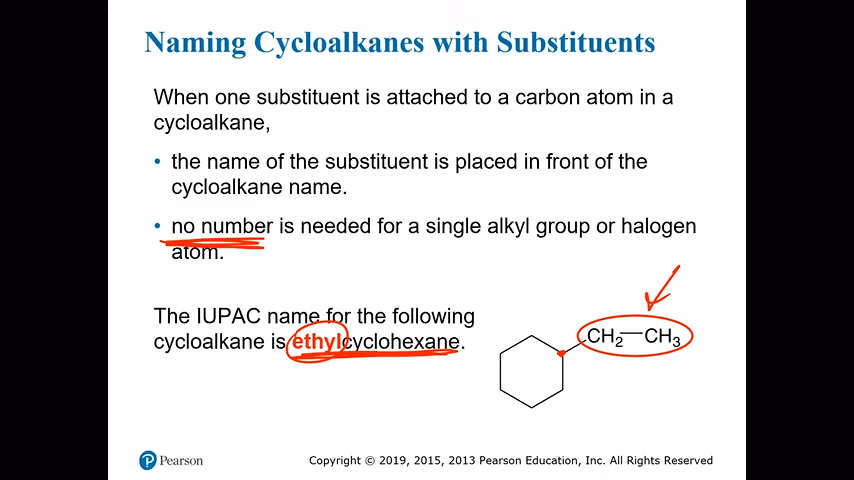 Naming Cycloalkanes with Substituents
When one substituent is attached to a carbon atom in a
cycloalkane,
• the name of the substituent is placed in front of the
cycloalkane name.
• no number is needed for a single alkyl group or halogen
atom.
The IUPAC name for the following
cycloalkane is ethylcyclohexane.
CH₂—CH₃
Pearson
Copyright © 2019, 2015, 2013 Pearson Education, Inc. All Rights Reserved